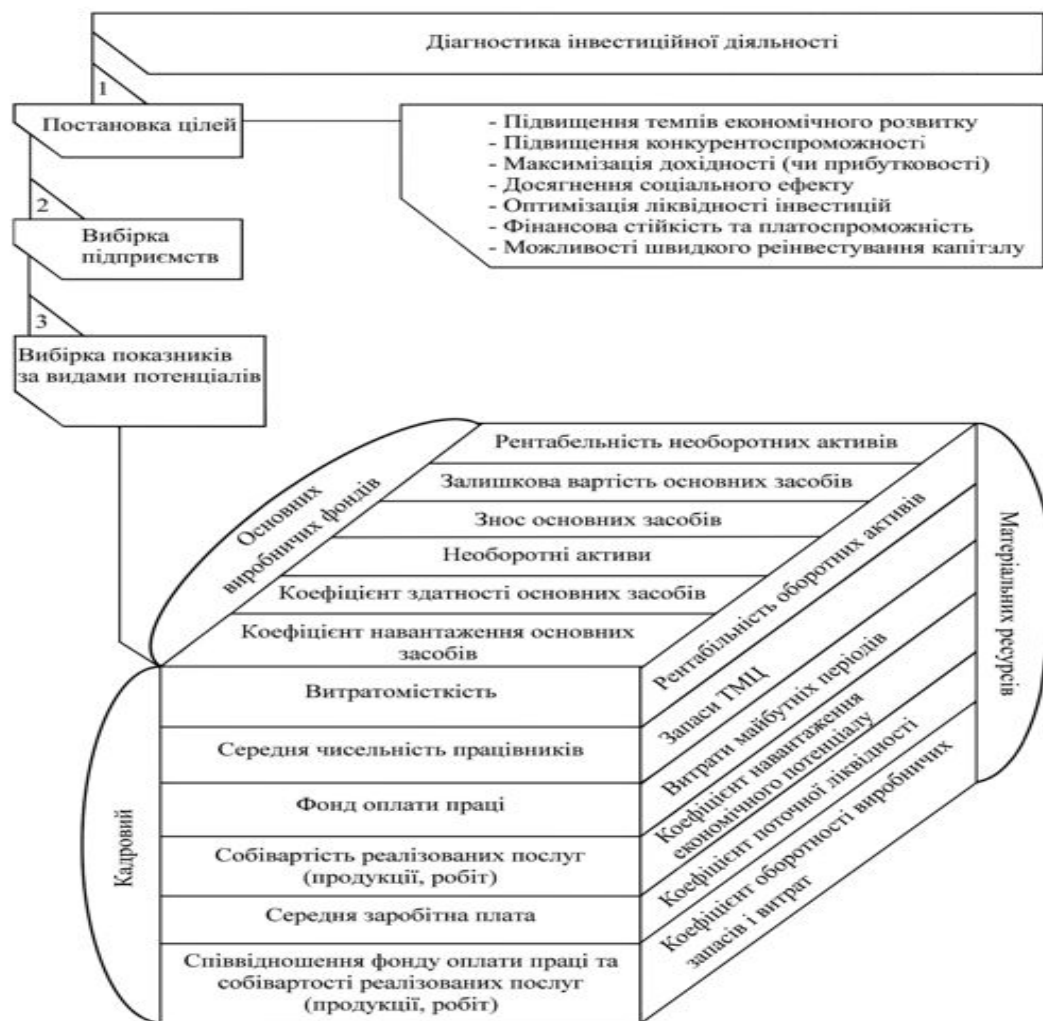 Діагностика інвестиційної діяльності
1
Постановка цілей
- Підвищення темпів економічного розвитку
- Підвищення конкурентоспроможності
- Максимізація дохідності (чи прибутковості)
- Досягнення соціального ефекту
- Оптимізація ліквідності інвестицій
- Фінансова стійкість та платоспроможність
- Можливості швидкого реінвестування капіталу
2
Вибірка
підприємств
3
Вибірка показників
за видами потенціалів
Основних
виробничих фондів
Рентабельність необоротних активів
Залишкова вартість основних засобів
Знос основних засобів
Необоротні активи
Коефіцієнт здатності основних засобів
Коефіцієнт навантаження основних
засобів
Кадровий
Витратомісткість
Середня чисельність працівників
Фонд оплати праці
Собівартість реалізованих послуг
(продукції, робіт)
Середня заробітна плата
Співвідношення фонду оплати праці та
собівартості реалізованих послуг
(продукції, робіт)
Матеріальних ресурсів
Рентабільність оборотних активів
Запаси ТМЦ
Витрати майбутніх періодів
Коефіцієнт навантаження
економічного потенціалу
Коефіцієнт поточної ліквідності
Коефіцієнт оборотності виробничих
запасів і витрат